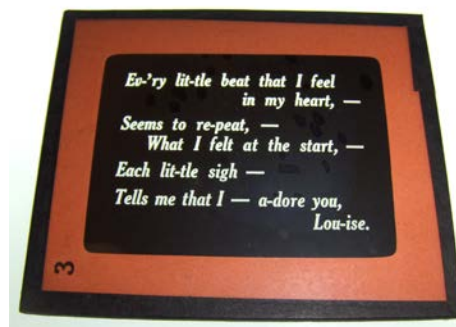 Ev-'ry lit-tle beat that I feel
in my heart, —
Seems to re-peat, —
What I felt at the start, —
Each lit-tle sigh —
Tells me that I — a-dore you,
Lou-ise.
3